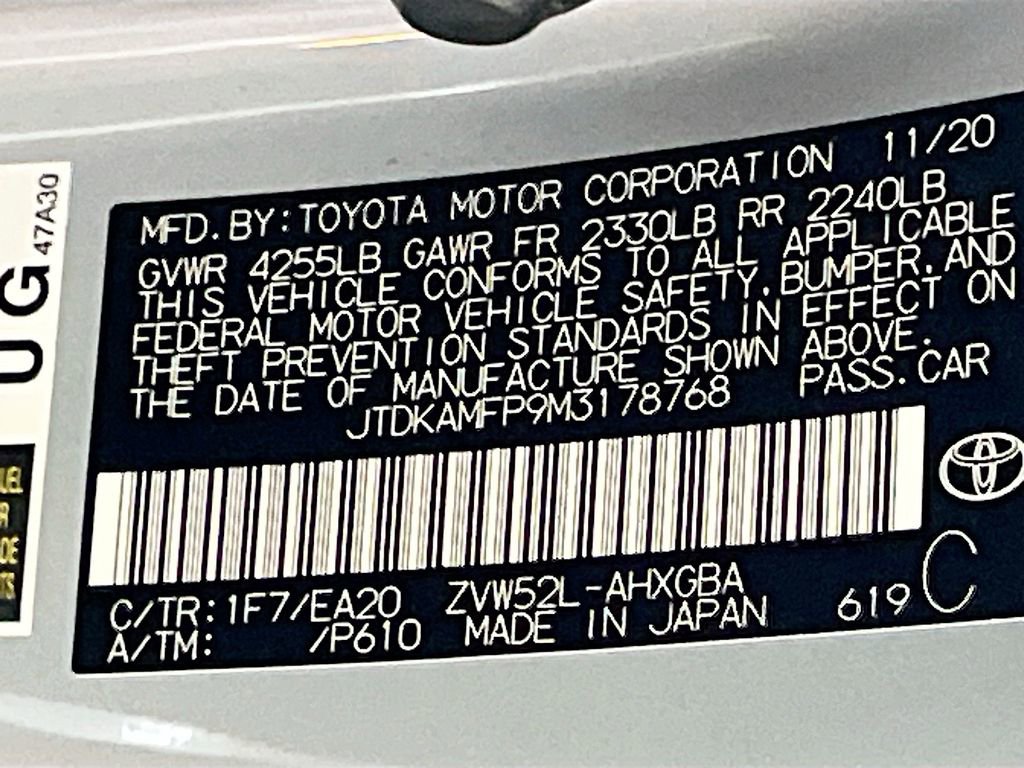 MFD. BY: TOYOTA MOTOR CORPORATION 11/20
GVWR 4255LB GAWR FR 2330LB RR 2240LB
THIS VEHICLE CONFORMS TO ALL APPLICABLE
FEDERAL MOTOR VEHICLE SAFETY, BUMPER, AND
THEFT PREVENTION STANDARDS IN EFFECT ON
THE DATE OF MANUFACTURE SHOWN ABOVE.
JTDKAMFP9M3178768 PASS. CAR
C/TR: 1F7/EA20 ZVW52L-AHXGBA
A/TM: /P610 MADE IN JAPAN 619 C
UG 47A30